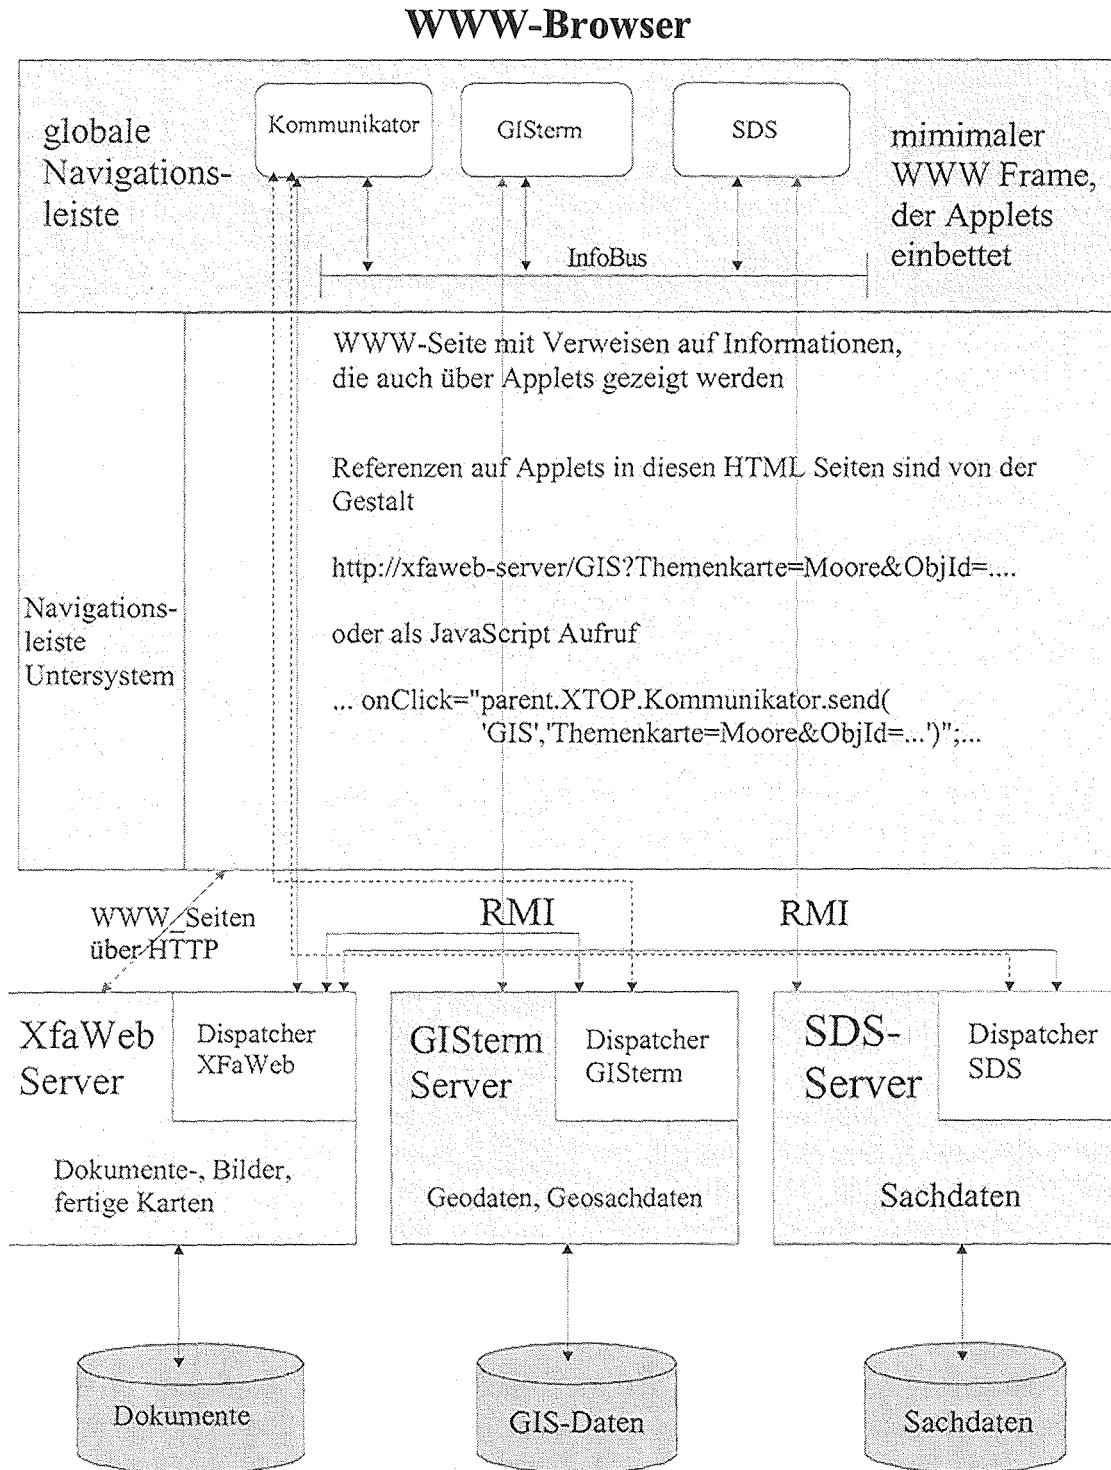 WWW-Browser
globale
Navigations-
leiste
Kommunikator
GISterm
SDS
mimimaler
WWW Frame,
der Applets
einbettet
InfoBus
WWW-Seite mit Verweisen auf Informationen,
die auch über Applets gezeigt werden
Referenzen auf Applets in diesen HTML Seiten sind von der
Gestalt
http://xfaweb-server/GIS?Themenkarte=Moore&ObjId=....
oder als JavaScript Aufruf
... onClick="parent.XTOP.Kommunikator.send(
'GIS','Themenkarte=Moore&ObjId=...')";...
Navigations-
leiste
Untersystem
WWW_Seiten
über HTTP
RMI
RMI
XfaWeb
Server
Dispatcher
XFaWeb
Dokumente-, Bilder,
fertige Karten
GISterm
Server
Dispatcher
GISterm
Geodaten, Geosachdaten
SDS-
Server
Dispatcher
SDS
Sachdaten
Dokumente
GIS-Daten
Sachdaten